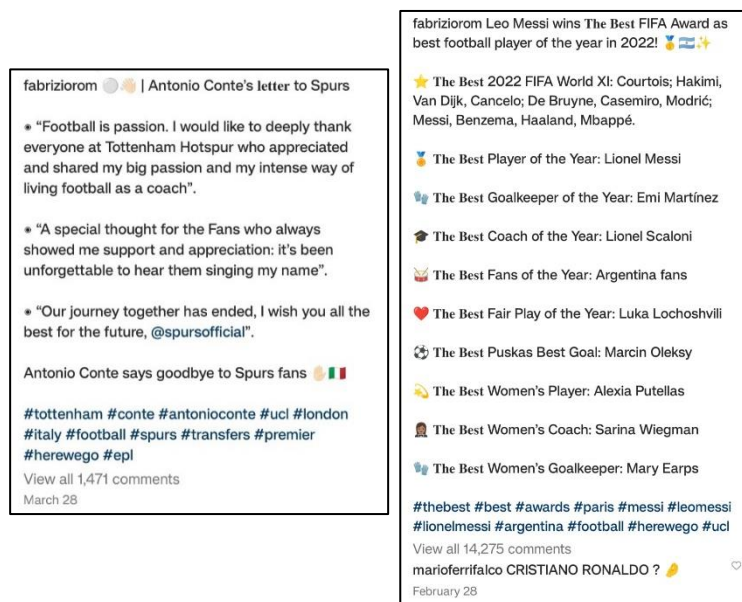 fabriziorom ⚪👋🏻 | Antonio Conte's 𝐥𝐞𝐭𝐭𝐞𝐫 to Spurs
◉ “Football is passion. I would like to deeply thank
everyone at Tottenham Hotspur who appreciated
and shared my big passion and my intense way of
living football as a coach”.
◉ “A special thought for the Fans who always
showed me support and appreciation: it's been
unforgettable to hear them singing my name”.
◉ “Our journey together has ended, I wish you all the
best for the future, @spursofficial”.
Antonio Conte says goodbye to Spurs fans ✋🏻🇮🇹
#tottenham #conte #antonioconte #ucl #london
#italy #football #spurs #transfers #premier
#herewego #epl
View all 1,471 comments
March 28
fabriziorom Leo Messi wins 𝐓𝐡𝐞 𝐁𝐞𝐬𝐭 FIFA Award as
best football player of the year in 2022! 🏅🇦🇷✨
⭐️ 𝐓𝐡𝐞 𝐁𝐞𝐬𝐭 2022 FIFA World XI: Courtois; Hakimi,
Van Dijk, Cancelo; De Bruyne, Casemiro, Modrić;
Messi, Benzema, Haaland, Mbappé.
🏅 𝐓𝐡𝐞 𝐁𝐞𝐬𝐭 Player of the Year: Lionel Messi
🧤 𝐓𝐡𝐞 𝐁𝐞𝐬𝐭 Goalkeeper of the Year: Emi Martínez
🎓 𝐓𝐡𝐞 𝐁𝐞𝐬𝐭 Coach of the Year: Lionel Scaloni
🥁 𝐓𝐡𝐞 𝐁𝐞𝐬𝐭 Fans of the Year: Argentina fans
❤️ 𝐓𝐡𝐞 𝐁𝐞𝐬𝐭 Fair Play of the Year: Luka Lochoshvili
⚽️ 𝐓𝐡𝐞 𝐁𝐞𝐬𝐭 Puskas Best Goal: Marcin Oleksy
💫 𝐓𝐡𝐞 𝐁𝐞𝐬𝐭 Women's Player: Alexia Putellas
👩🏽‍💼 𝐓𝐡𝐞 𝐁𝐞𝐬𝐭 Women's Coach: Sarina Wiegman
🧤 𝐓𝐡𝐞 𝐁𝐞𝐬𝐭 Women's Goalkeeper: Mary Earps
#thebest #best #awards #paris #messi #leomessi
#lionelmessi #argentina #football #herewego #ucl
View all 14,275 comments
marioferrifalco CRISTIANO RONALDO ? 🤌
February 28